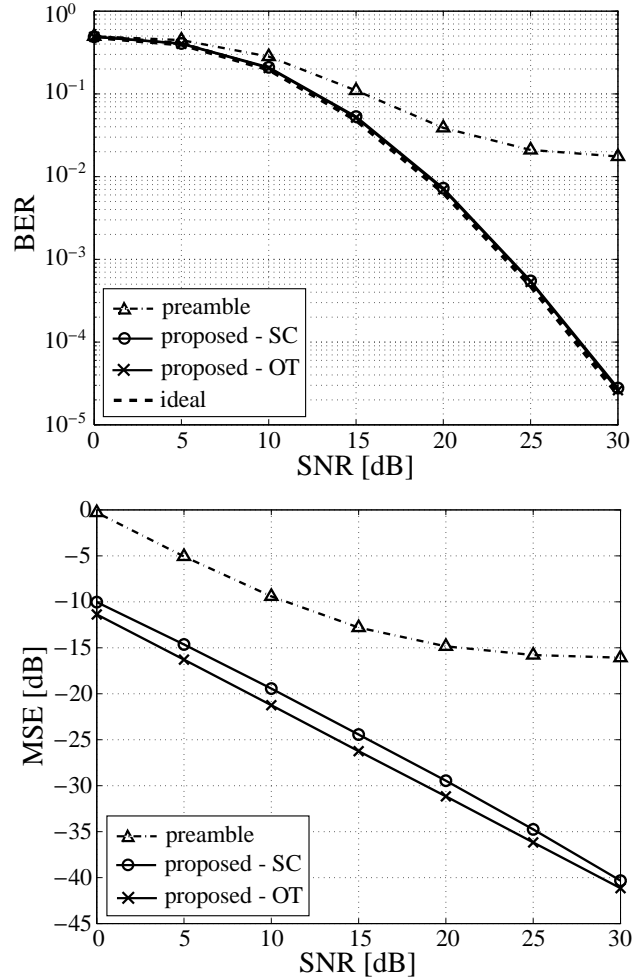 10^0
10^−1
10^−2
10^−3
10^−4
10^−5
BER
preamble
proposed - SC
proposed - OT
ideal
0 5 10 15 20 25 30
SNR [dB]
0
−5
−10
−15
−20
−25
−30
−35
−40
−45
MSE [dB]
preamble
proposed - SC
proposed - OT
0 5 10 15 20 25 30
SNR [dB]